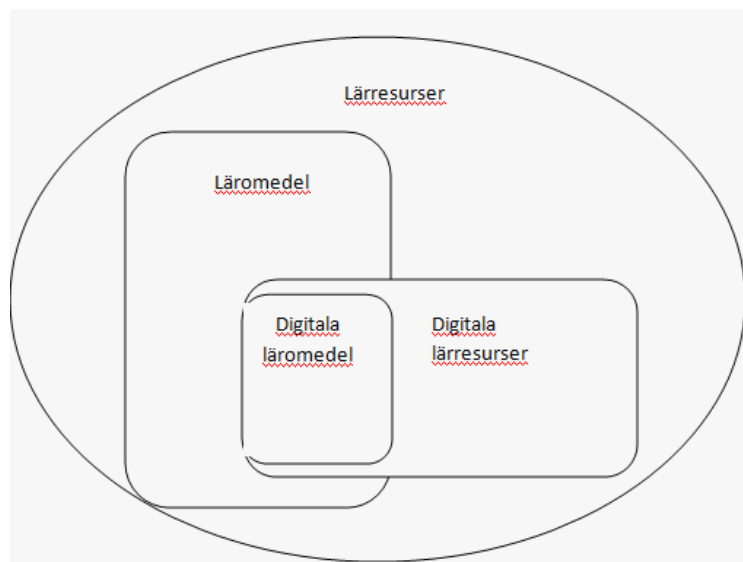 Lärresurser
Läromedel
Digitala
läromedel
Digitala
lärresurser